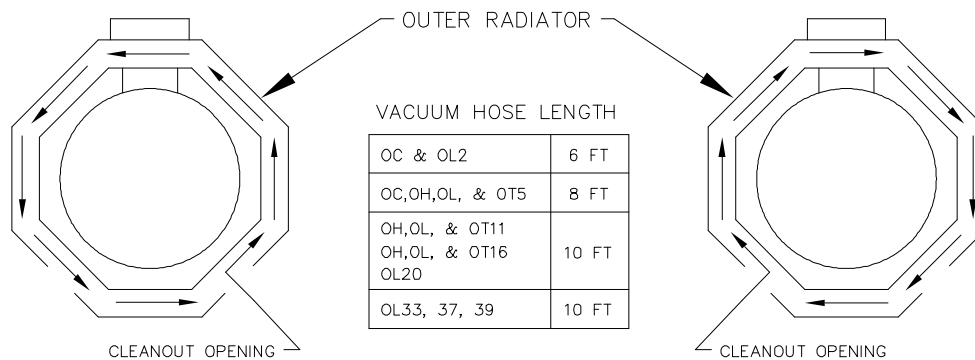 OUTER RADIATOR
VACUUM HOSE LENGTH
OC & OL2 6 FT
OC,OH,OL, & OT5 8 FT
OH,OL, & OT11
OH,OL, & OT16 10 FT
OL20
OL33, 37, 39 10 FT
CLEANOUT OPENING
CLEANOUT OPENING